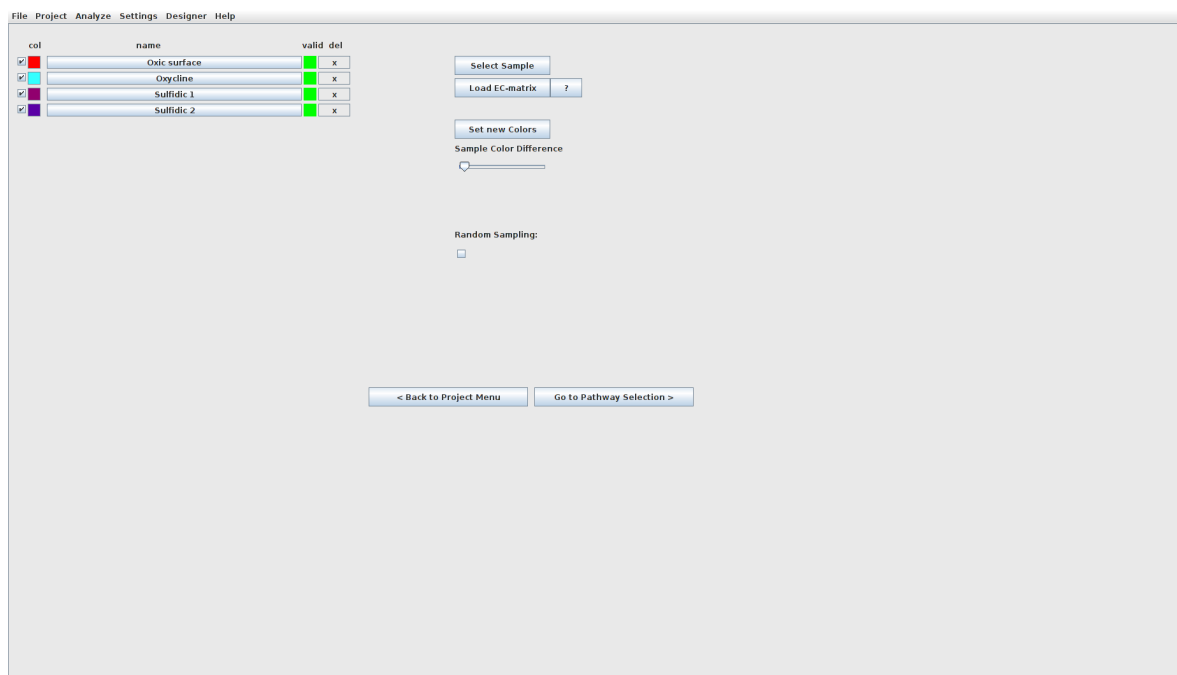 File Project Analyze Settings Designer Help
col name valid del
Oxic surface x
Oxycline x
Sulfidic 1 x
Sulfidic 2 x
Select Sample
Load EC-matrix ?
Set new Colors
Sample Color Difference
Random Sampling:
< Back to Project Menu Go to Pathway Selection >